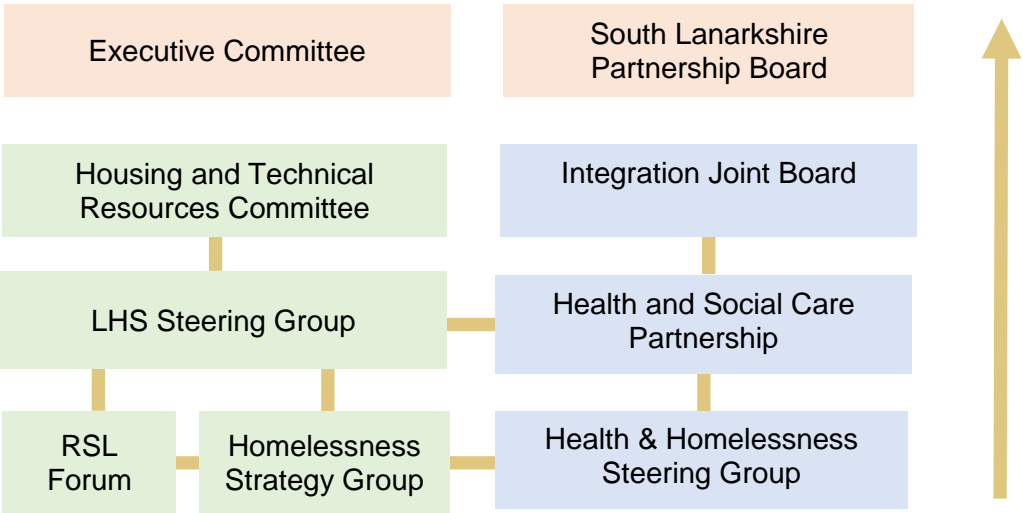 Executive Committee
South Lanarkshire
Partnership Board
Housing and Technical
Resources Committee
Integration Joint Board
LHS Steering Group
Health and Social Care
Partnership
RSL
Forum
Homelessness
Strategy Group
Health & Homelessness
Steering Group